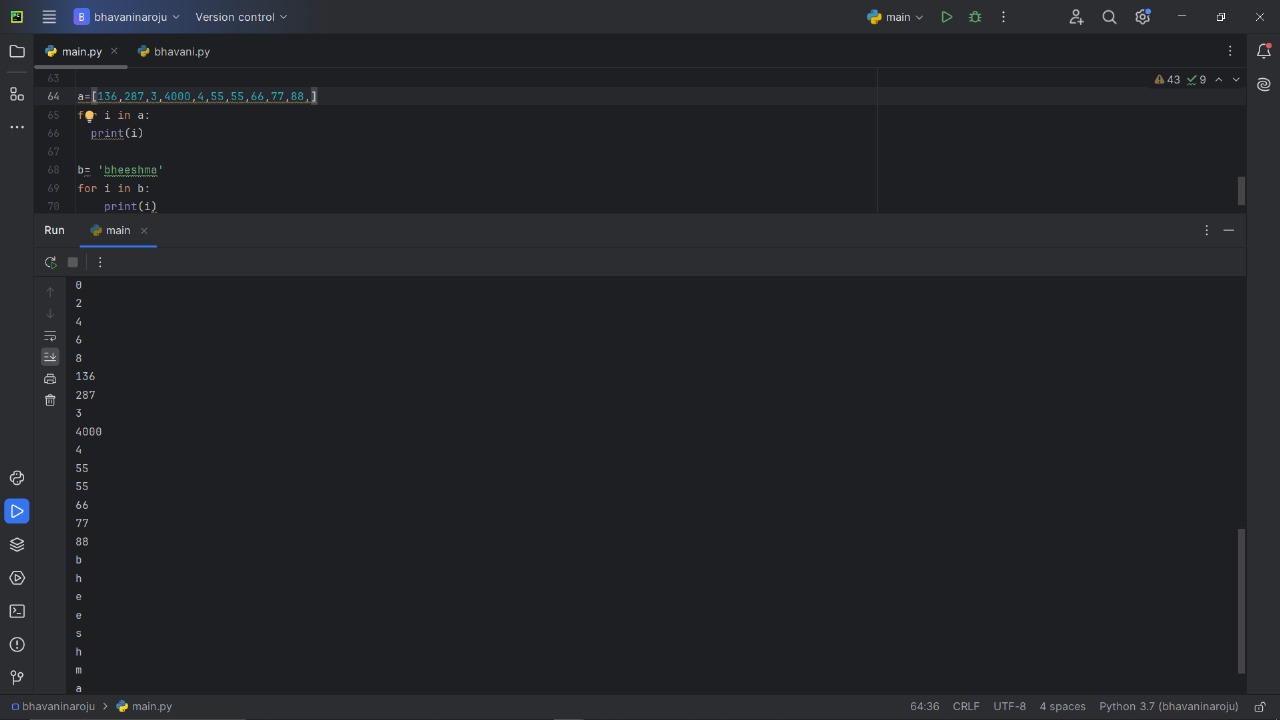 B bhavaninaroju Version control main
main.py bhavani.py
63
64 a=[136,287,3,4000,4,55,55,66,77,88,] 43 9
65 f r i in a:
66 print(i)
67
68 b= 'bheeshma'
69 for i in b:
70 print(i)
Run main
0
2
4
6
8
136
287
3
4000
4
55
55
66
77
88
b
h
e
e
s
h
m
a
bhavaninaroju > main.py 64:36 CRLF UTF-8 4 spaces Python 3.7 (bhavaninaroju)